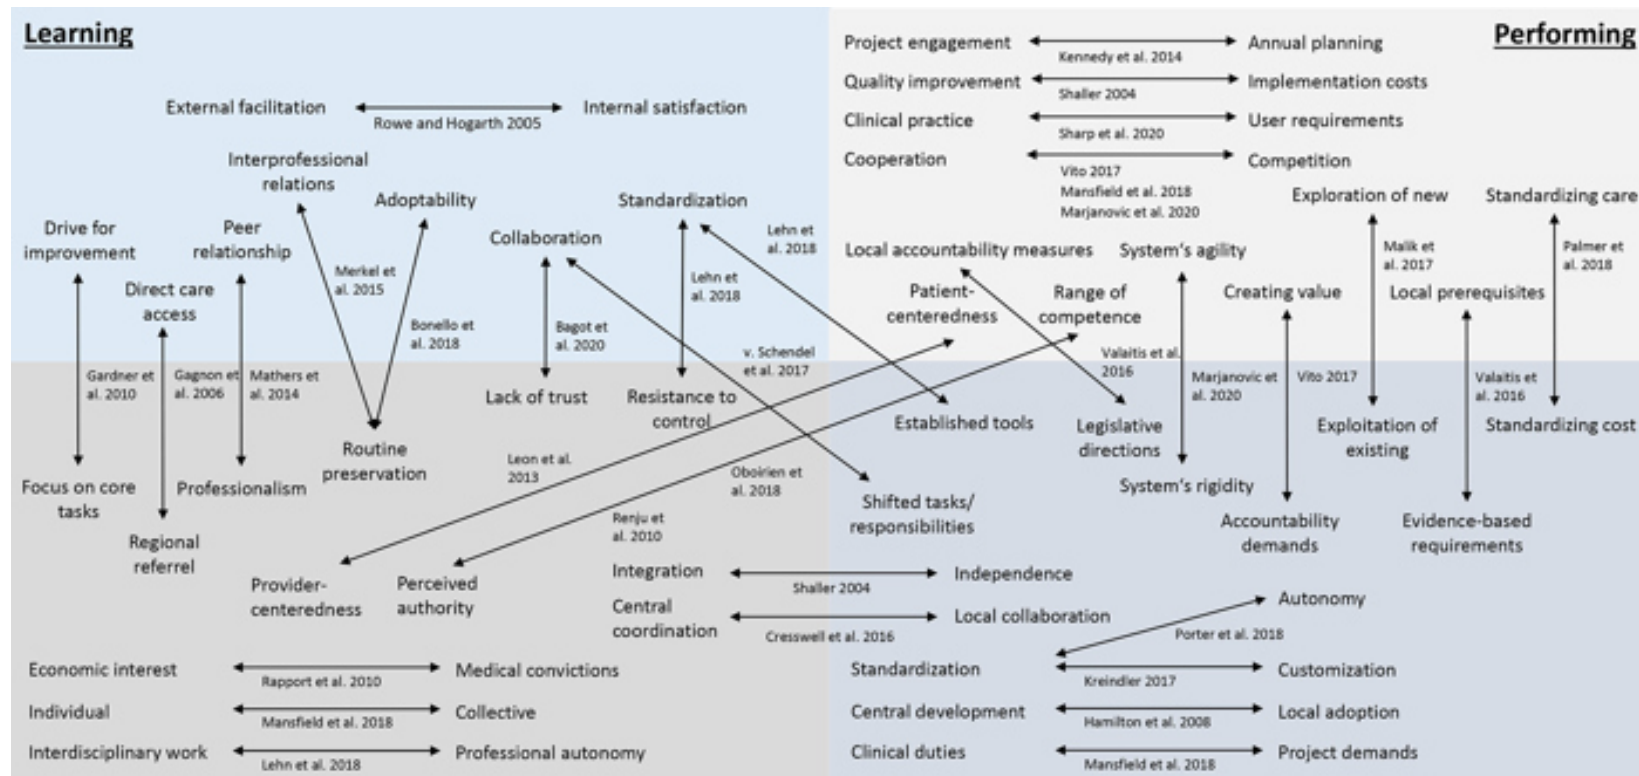 Learning
Performing
Project engagement
Annual planning
Kennedy et al. 2014
Quality improvement
Implementation costs
Shaller 2004
External facilitation
Internal satisfaction
Rowe and Hogarth 2005
Clinical practice
User requirements
Sharp et al. 2020
Cooperation
Competition
Vito 2017
Mansfield et al. 2018
Marjanovic et al. 2020
Interprofessional
relations
Adoptability
Standardization
Exploration of new
Standardizing care
Drive for
improvement
Peer
relationship
Collaboration
Lehn et
al. 2018
Local accountability measures
System's agility
Malik et
al. 2017
Palmer et
al. 2018
Direct care
access
Merkel et
al. 2015
Lehn et
al. 2018
Patient-
centeredness
Range of
competence
Creating value
Local prerequisites
Bonello et
al. 2018
Bagot et
al. 2020
v. Schendel
et al. 2017
Valaitis et al.
2016
Gardner et
al. 2010
Gagnon et
al. 2006
Mathers et
al. 2014
Marjanovic et
al. 2020
Vito 2017
Valaitis et
al. 2016
Lack of trust
Resistance to
control
Established tools
Legislative
directions
Exploitation of
existing
Standardizing cost
Routine
preservation
Leon et al.
2013
Oboirien et
al. 2018
Focus on core
tasks
Professionalism
System's rigidity
Shifted tasks/
responsibilities
Renju et
al. 2010
Accountability
demands
Evidence-based
requirements
Regional
referrel
Provider-
centeredness
Perceived
authority
Integration
Independence
Shaller 2004
Central
coordination
Local collaboration
Cresswell et al. 2016
Autonomy
Porter et al. 2018
Economic interest
Medical convictions
Rapport et al. 2010
Standardization
Customization
Kreindler 2017
Individual
Collective
Mansfield et al. 2018
Central development
Local adoption
Hamilton et al. 2008
Interdisciplinary work
Professional autonomy
Lehn et al. 2018
Clinical duties
Project demands
Mansfield et al. 2018